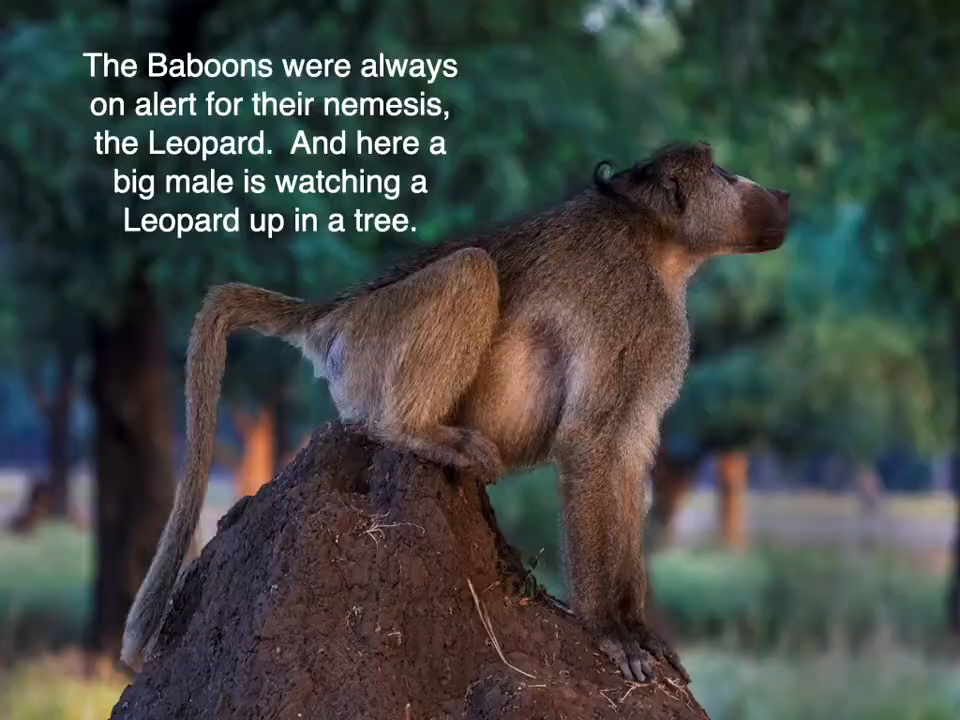 The Baboons were always
on alert for their nemesis,
the Leopard.  And here a
big male is watching a
Leopard up in a tree.